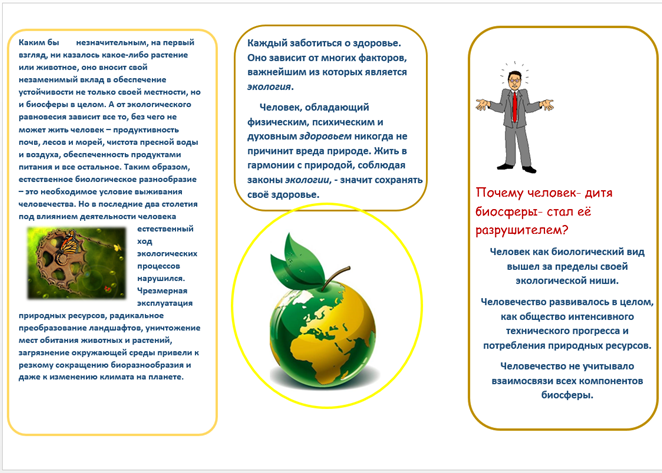 Каким бы незначительным, на первый
взгляд, ни казалось какое-либо растение
или животное, оно вносит свой
незаменимый вклад в обеспечение
устойчивости не только своей местности, но
и биосферы в целом. А от экологического
равновесия зависит все то, без чего не
может жить человек – продуктивность
почв, лесов и морей, чистота пресной воды
и воздуха, обеспеченность продуктами
питания и все остальное. Таким образом,
естественное биологическое разнообразие
– это необходимое условие выживания
человечества. Но в последние два столетия
под влиянием деятельности человека
естественный
ход
экологических
процессов
нарушился.
Чрезмерная
эксплуатация
природных ресурсов, радикальное
преобразование ландшафтов, уничтожение
мест обитания животных и растений,
загрязнение окружающей среды привели к
резкому сокращению биоразнообразия и
даже к изменению климата на планете.
Каждый заботиться о здоровье.
Оно зависит от многих факторов,
важнейшим из которых является
экология.
Человек, обладающий
физическим, психическим и
духовным здоровьем никогда не
причинит вреда природе. Жить в
гармонии с природой, соблюдая
законы экологии, - значит сохранять
своё здоровье.
Почему человек- дитя
биосферы- стал её
разрушителем?
Человек как биологический вид
вышел за пределы своей
экологической ниши.
Человечество развивалось в целом,
как общество интенсивного
технического прогресса и
потребления природных ресурсов.
Человечество не учитывало
взаимосвязи всех компонентов
биосферы.